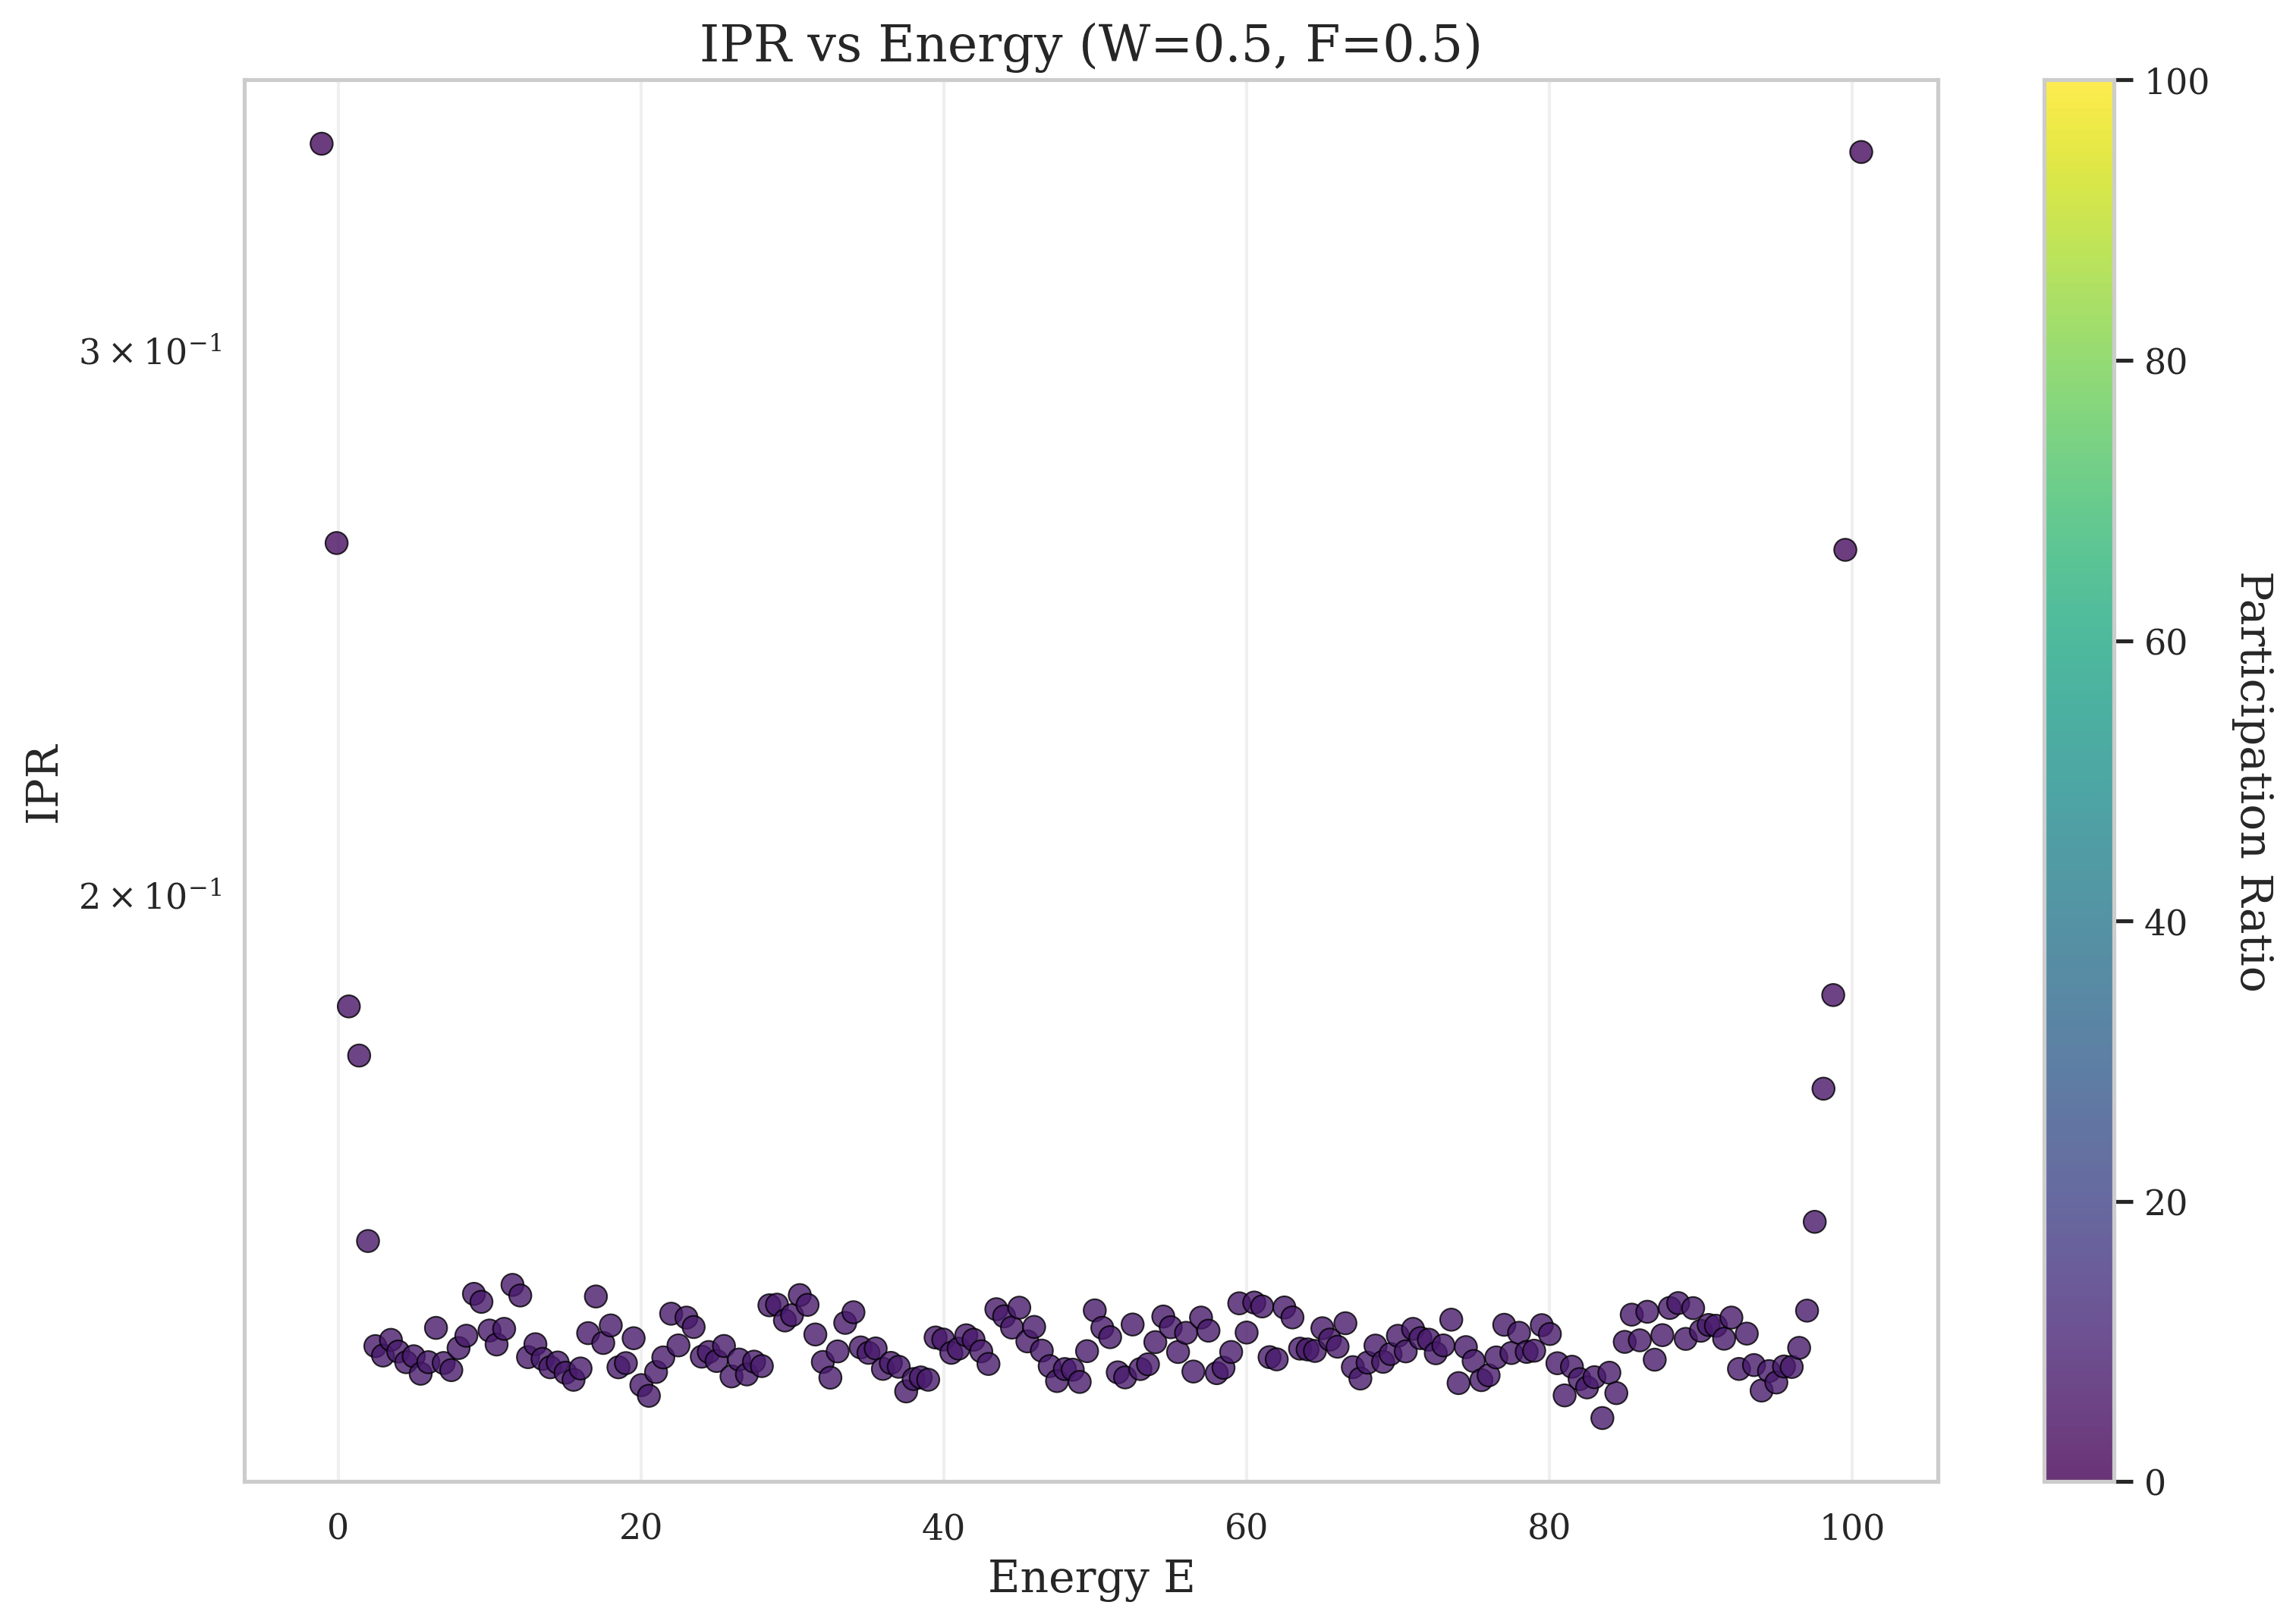 IPR vs Energy (W=0.5, F=0.5)
3 × 10⁻¹
2 × 10⁻¹
IPR
0 20 40 60 80 100
Energy E
100
80
60
40
20
0
Participation Ratio